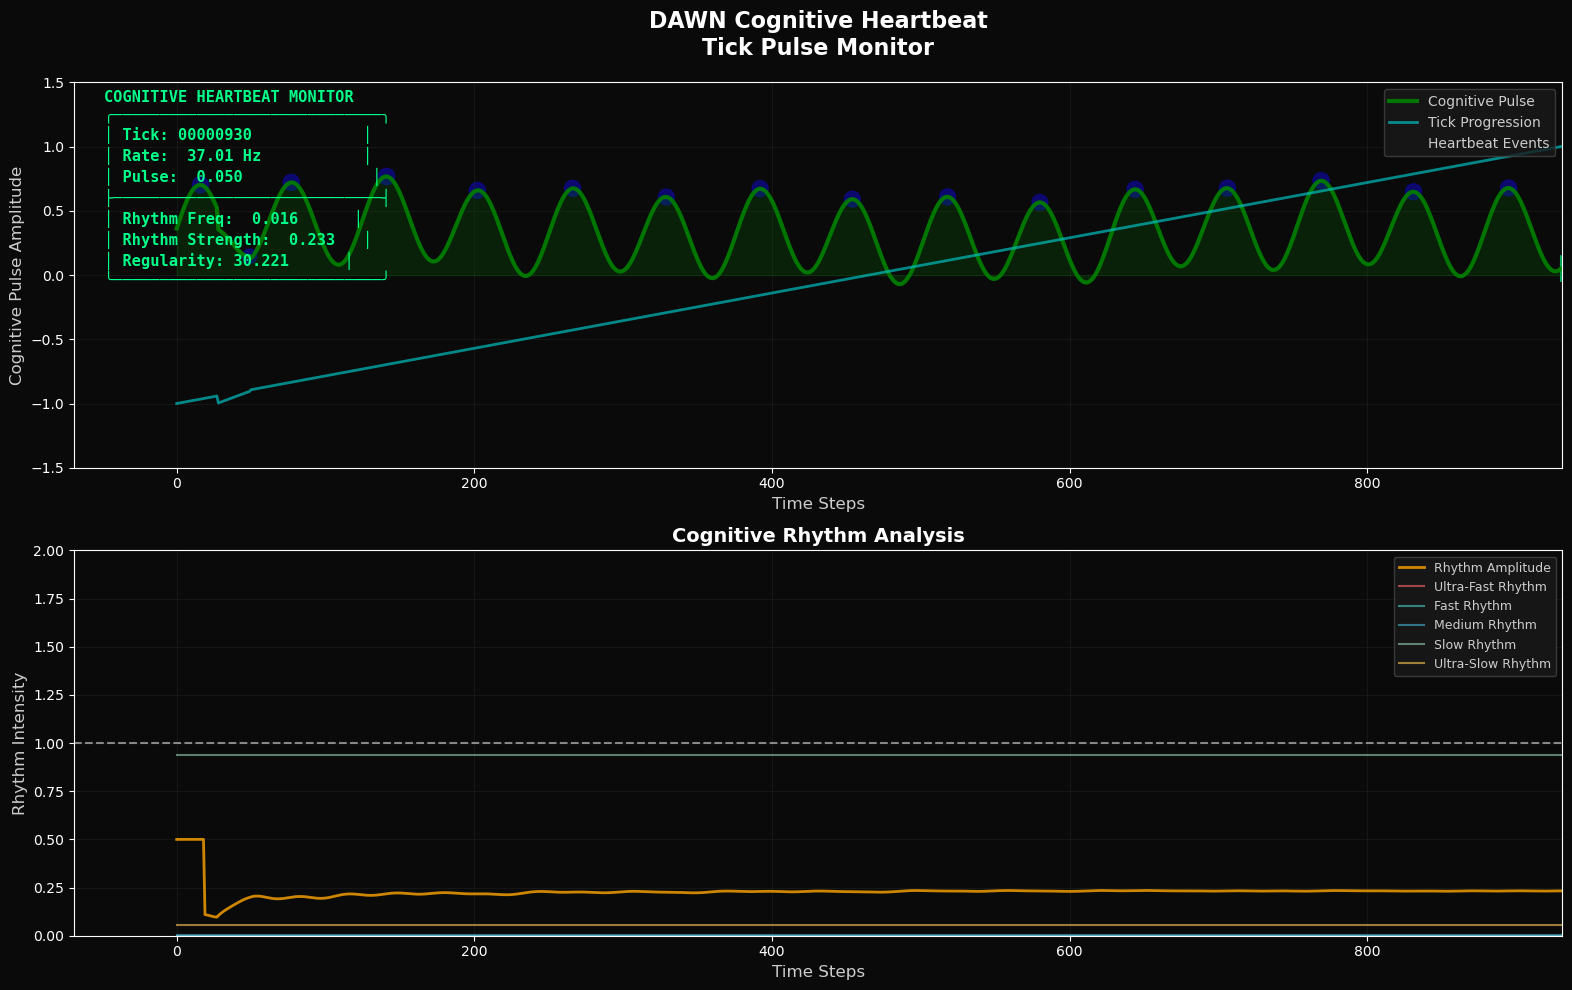 DAWN Cognitive Heartbeat
Tick Pulse Monitor
COGNITIVE HEARTBEAT MONITOR
Tick: 00000930
Rate: 37.01 Hz
Pulse: 0.050
Rhythm Freq: 0.016
Rhythm Strength: 0.233
Regularity: 30.221
Cognitive Pulse
Tick Progression
Heartbeat Events
Cognitive Pulse Amplitude
1.5
1.0
0.5
0.0
−0.5
−1.0
−1.5
0 200 400 600 800
Time Steps
Cognitive Rhythm Analysis
Rhythm Amplitude
Ultra-Fast Rhythm
Fast Rhythm
Medium Rhythm
Slow Rhythm
Ultra-Slow Rhythm
Rhythm Intensity
2.00
1.75
1.50
1.25
1.00
0.75
0.50
0.25
0.00
0 200 400 600 800
Time Steps